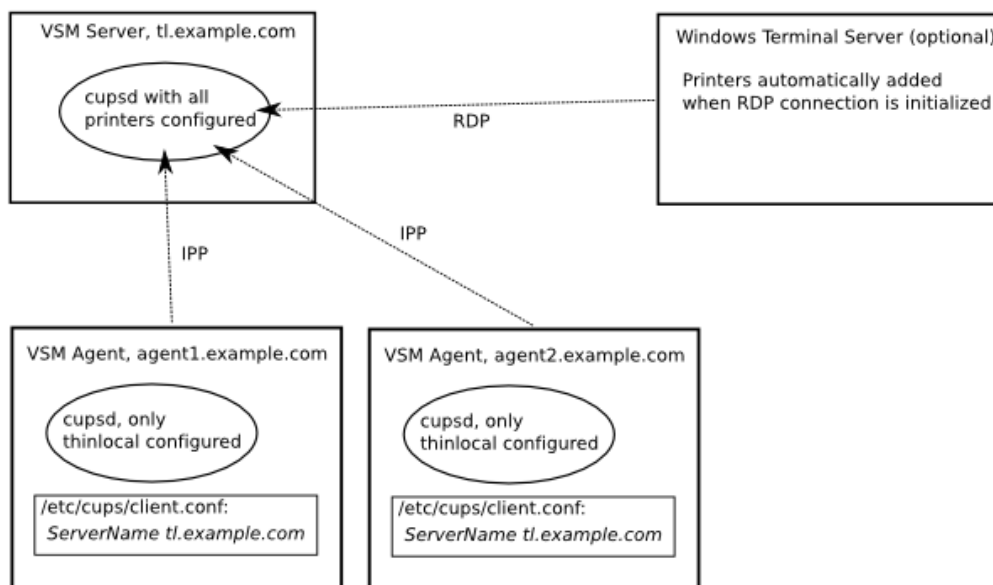 VSM Server, tl.example.com
cupsd with all
printers configured
Windows Terminal Server (optional)
Printers automatically added
when RDP connection is initialized
RDP
IPP
IPP
VSM Agent, agent1.example.com
cupsd, only
thinlocal configured
/etc/cups/client.conf:
ServerName tl.example.com
VSM Agent, agent2.example.com
cupsd, only
thinlocal configured
/etc/cups/client.conf:
ServerName tl.example.com